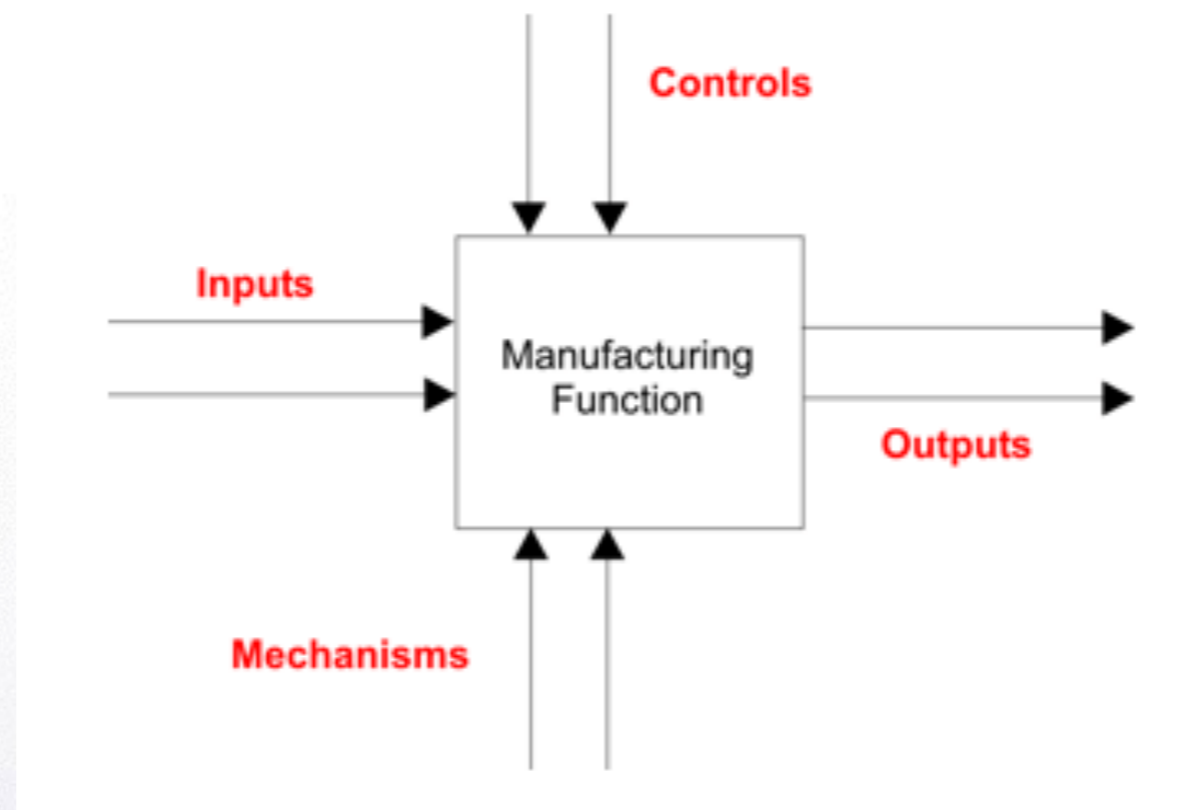 Controls
Inputs
Manufacturing
Function
Outputs
Mechanisms